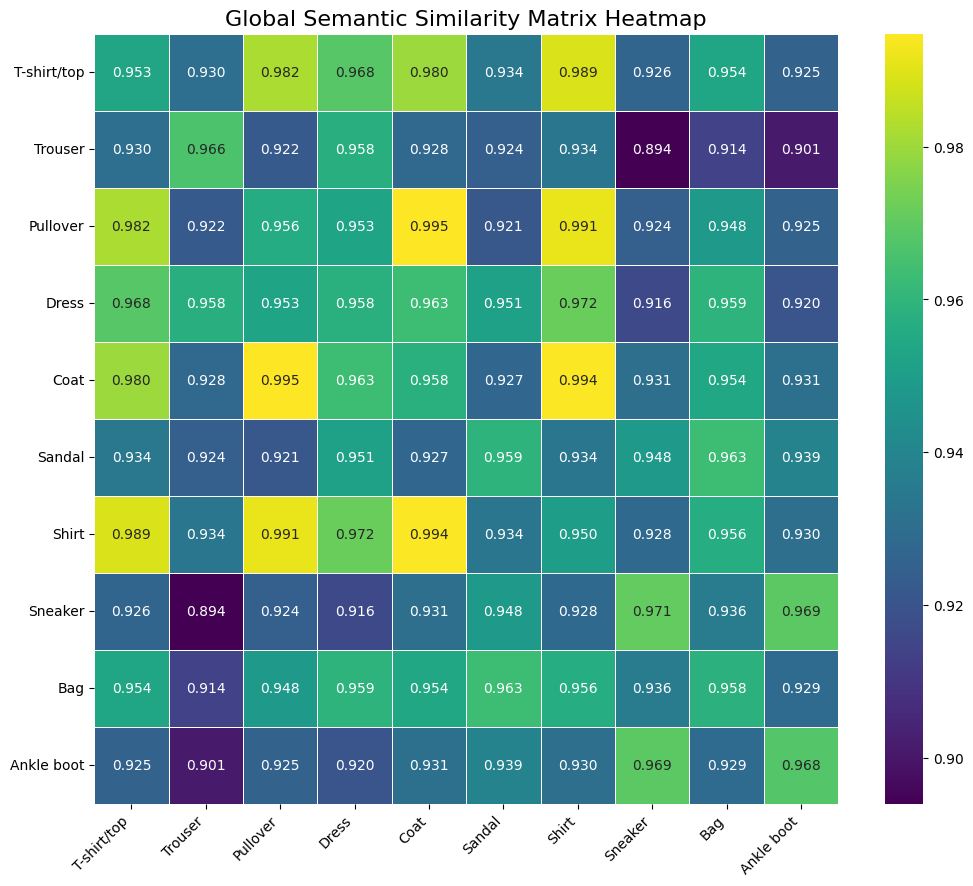 Global Semantic Similarity Matrix Heatmap
T-shirt/top 0.953 0.930 0.982 0.968 0.980 0.934 0.989 0.926 0.954 0.925
Trouser 0.930 0.966 0.922 0.958 0.928 0.924 0.934 0.894 0.914 0.901
Pullover 0.982 0.922 0.956 0.953 0.995 0.921 0.991 0.924 0.948 0.925
Dress 0.968 0.958 0.953 0.958 0.963 0.951 0.972 0.916 0.959 0.920
Coat 0.980 0.928 0.995 0.963 0.958 0.927 0.994 0.931 0.954 0.931
Sandal 0.934 0.924 0.921 0.951 0.927 0.959 0.934 0.948 0.963 0.939
Shirt 0.989 0.934 0.991 0.972 0.994 0.934 0.950 0.928 0.956 0.930
Sneaker 0.926 0.894 0.924 0.916 0.931 0.948 0.928 0.971 0.936 0.969
Bag 0.954 0.914 0.948 0.959 0.954 0.963 0.956 0.936 0.958 0.929
Ankle boot 0.925 0.901 0.925 0.920 0.931 0.939 0.930 0.969 0.929 0.968
T-shirt/top Trouser Pullover Dress Coat Sandal Shirt Sneaker Bag Ankle boot
0.98
0.96
0.94
0.92
0.90